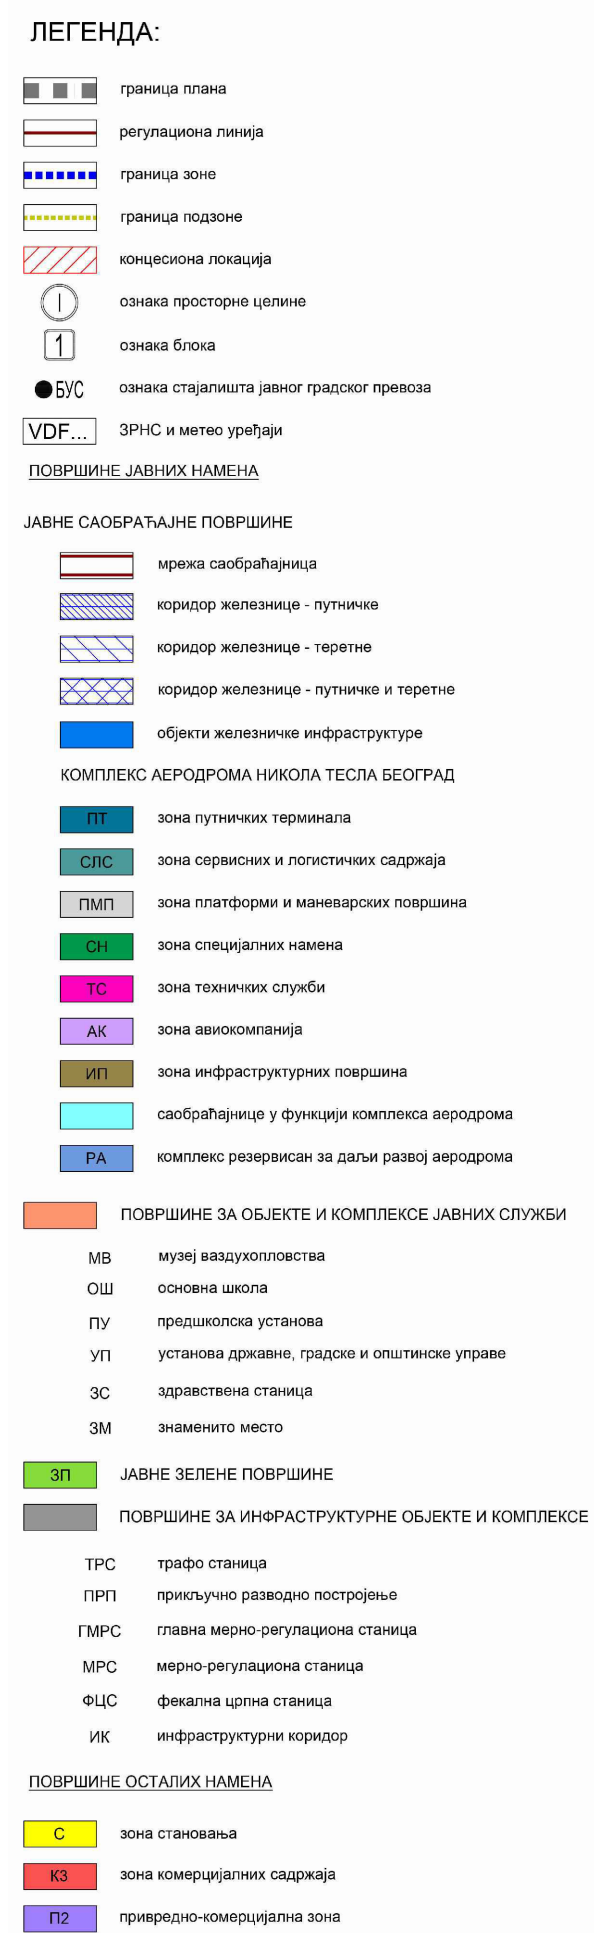 ЛЕГЕНДА:
граница плана
регулациона линија
граница зоне
граница подзоне
концесиона локација
I ознака просторне целине
1 ознака блока
БУС ознака стајалишта јавног градског превоза
VDF... ЗРНС и метео уређаји
ПОВРШИНЕ ЈАВНИХ НАМЕНА
ЈАВНЕ САОБРАЋАЈНЕ ПОВРШИНЕ
мрежа саобраћајница
коридор железнице - путничке
коридор железнице - теретне
коридор железнице - путничке и теретне
објекти железничке инфраструктуре
КОМПЛЕКС АЕРОДРОМА НИКОЛА ТЕСЛА БЕОГРАД
ПТ зона путничких терминала
СЛС зона сервисних и логистичких садржаја
ПМП зона платформи и маневарских површина
СН зона специјалних намена
ТС зона техничких служби
АК зона авиокомпанија
ИП зона инфраструктурних површина
саобраћајнице у функцији комплекса аеродрома
РА комплекс резервисан за даљи развој аеродрома
ПОВРШИНЕ ЗА ОБЈЕКТЕ И КОМПЛЕКСЕ ЈАВНИХ СЛУЖБИ
МВ музеј ваздухопловства
ОШ основна школа
ПУ предшколска установа
УП установа државне, градске и општинске управе
ЗС здравствена станица
ЗМ знаменито место
ЗП ЈАВНЕ ЗЕЛЕНЕ ПОВРШИНЕ
ПОВРШИНЕ ЗА ИНФРАСТРУКТУРНЕ ОБЈЕКТЕ И КОМПЛЕКСЕ
ТРС трафо станица
ПРП прикључно разводно постројење
ГМРС главна мерно-регулациона станица
МРС мерно-регулациона станица
ФЦС фекална црпна станица
ИК инфраструктурни коридор
ПОВРШИНЕ ОСТАЛИХ НАМЕНА
С зона становања
К3 зона комерцијалних садржаја
П2 привредно-комерцијална зона